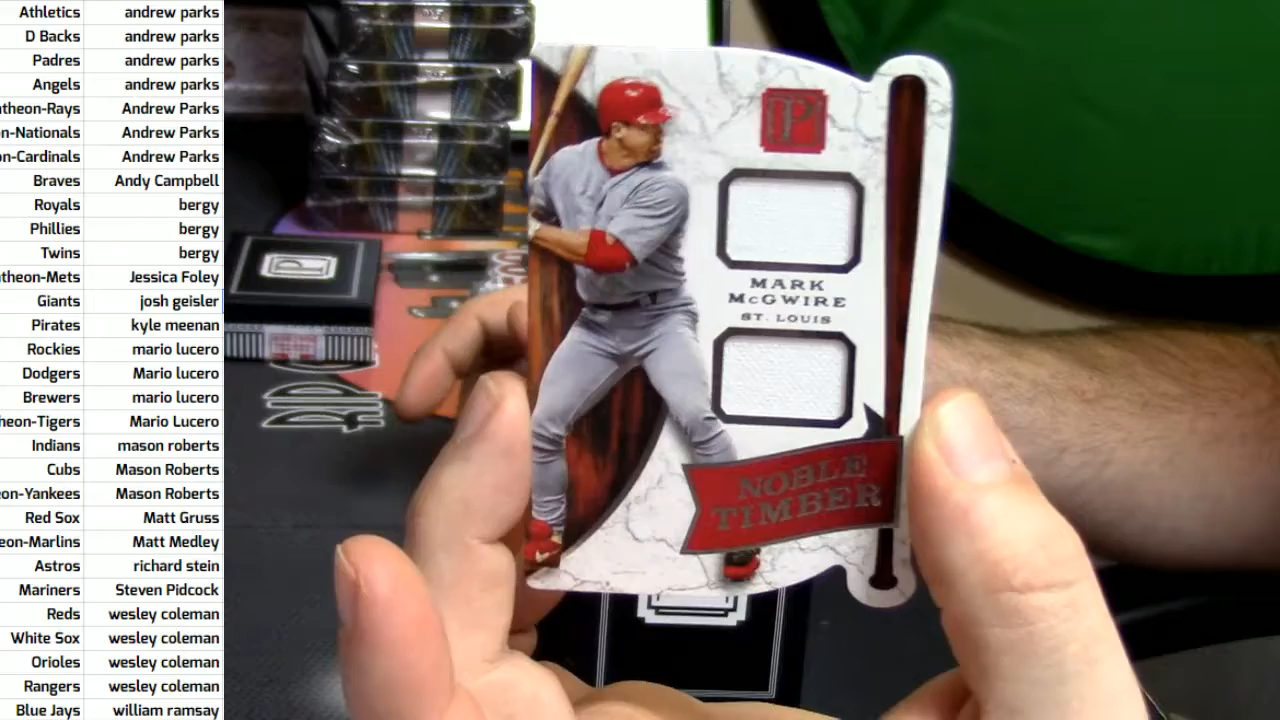 Athletics andrew parks
D Backs andrew parks
Padres andrew parks
Angels andrew parks
theon-Rays Andrew Parks
n-Nationals Andrew Parks
on-Cardinals Andrew Parks
Braves Andy Campbell
Royals bergy
Phillies bergy
Twins bergy
theon-Mets Jessica Foley
Giants josh geisler
Pirates kyle meenan
Rockies mario lucero
Dodgers Mario lucero
Brewers mario lucero
heon-Tigers Mario Lucero
Indians mason roberts
Cubs Mason Roberts
on-Yankees Mason Roberts
Red Sox Matt Gruss
eon-Marlins Matt Medley
Astros richard stein
Mariners Steven Pidcock
Reds wesley coleman
White Sox wesley coleman
Orioles wesley coleman
Rangers wesley coleman
Blue Jays william ramsay
P
MARK
McGWIRE
ST. LOUIS
NOBLE
TIMBER
P